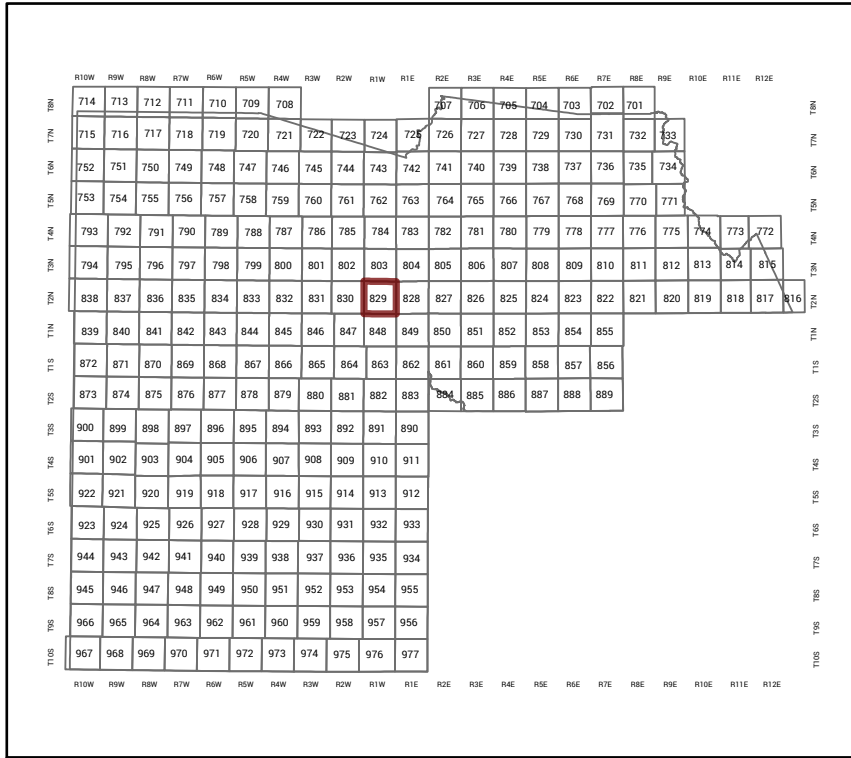 R10W R9W R8W R7W R6W R5W R4W R3W R2W R1W R1E R2E R3E R4E R5E R6E R7E R8E R9E R10E R11E R12E
T8N 714 713 712 711 710 709 708 707 706 705 704 703 702 701 T8N
T7N 715 716 717 718 719 720 721 722 723 724 725 726 727 728 729 730 731 732 733 T7N
T6N 752 751 750 749 748 747 746 745 744 743 742 741 740 739 738 737 736 735 734 T6N
T5N 753 754 755 756 757 758 759 760 761 762 763 764 765 766 767 768 769 770 771 T5N
T4N 793 792 791 790 789 788 787 786 785 784 783 782 781 780 779 778 777 776 775 774 773 772 T4N
T3N 794 795 796 797 798 799 800 801 802 803 804 805 806 807 808 809 810 811 812 813 814 815 T3N
T2N 838 837 836 835 834 833 832 831 830 829 828 827 826 825 824 823 822 821 820 819 818 817 816 T2N
T1N 839 840 841 842 843 844 845 846 847 848 849 850 851 852 853 854 855 T1N
T1S 872 871 870 869 868 867 866 865 864 863 862 861 860 859 858 857 856 T1S
T2S 873 874 875 876 877 878 879 880 881 882 883 884 885 886 887 888 889 T2S
T3S 900 899 898 897 896 895 894 893 892 891 890 T3S
T4S 901 902 903 904 905 906 907 908 909 910 911 T4S
T5S 922 921 920 919 918 917 916 915 914 913 912 T5S
T6S 923 924 925 926 927 928 929 930 931 932 933 T6S
T7S 944 943 942 941 940 939 938 937 936 935 934 T7S
T8S 945 946 947 948 949 950 951 952 953 954 955 T8S
T9S 966 965 964 963 962 961 960 959 958 957 956 T9S
T10S 967 968 969 970 971 972 973 974 975 976 977 T10S
R10W R9W R8W R7W R6W R5W R4W R3W R2W R1W R1E R2E R3E R4E R5E R6E R7E R8E R9E R10E R11E R12E